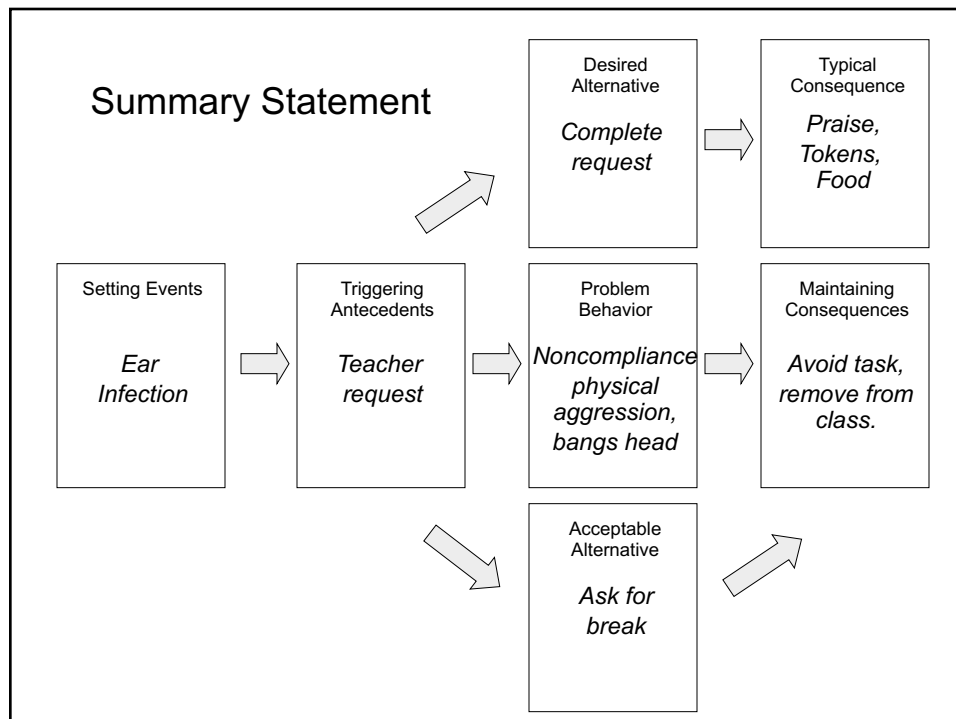 Summary Statement
Desired
Alternative
Complete
request
Typical
Consequence
Praise,
Tokens,
Food
Setting Events
Ear
Infection
Triggering
Antecedents
Teacher
request
Problem
Behavior
Noncompliance
physical
aggression,
bangs head
Maintaining
Consequences
Avoid task,
remove from
class.
Acceptable
Alternative
Ask for
break